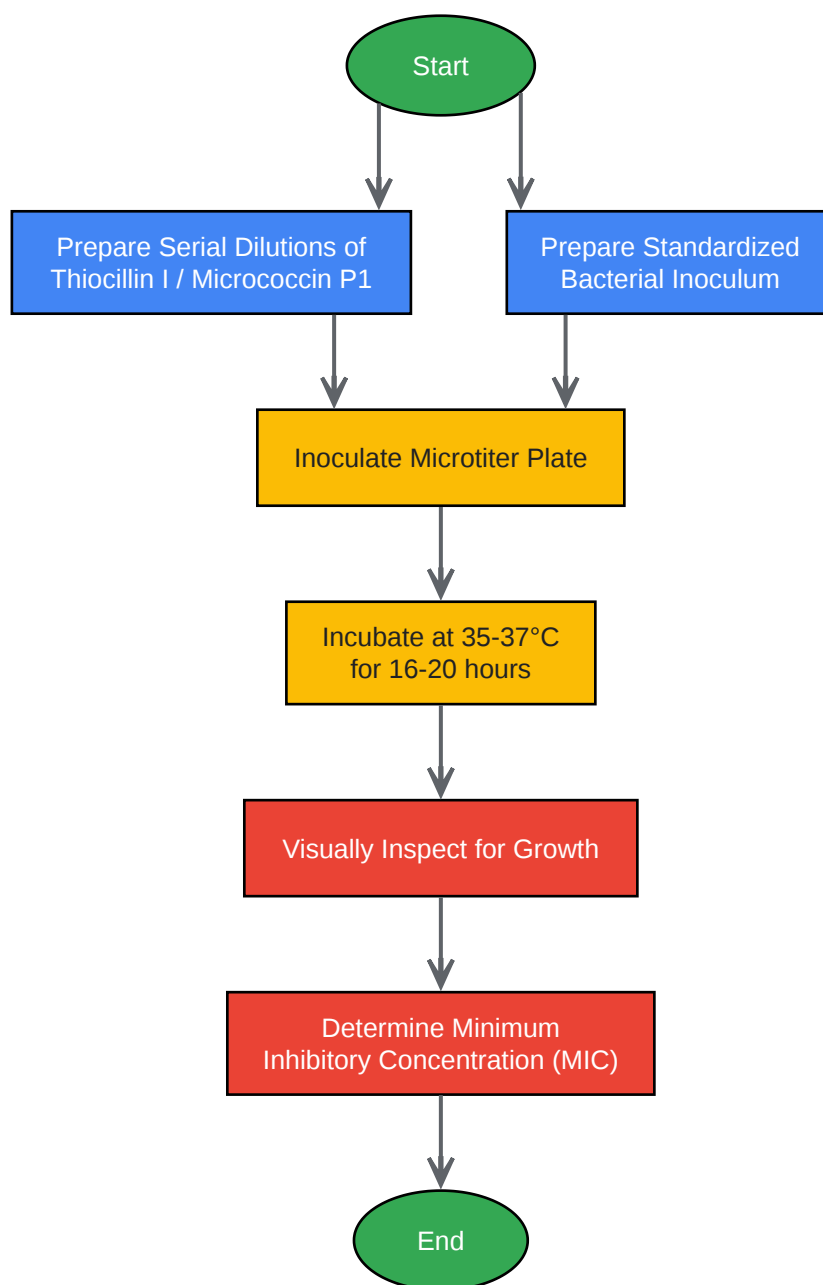 Start
Prepare Serial Dilutions of
Thiocillin I / Micrococcin P1
Prepare Standardized
Bacterial Inoculum
Inoculate Microtiter Plate
Incubate at 35-37°C
for 16-20 hours
Visually Inspect for Growth
Determine Minimum
Inhibitory Concentration (MIC)
End